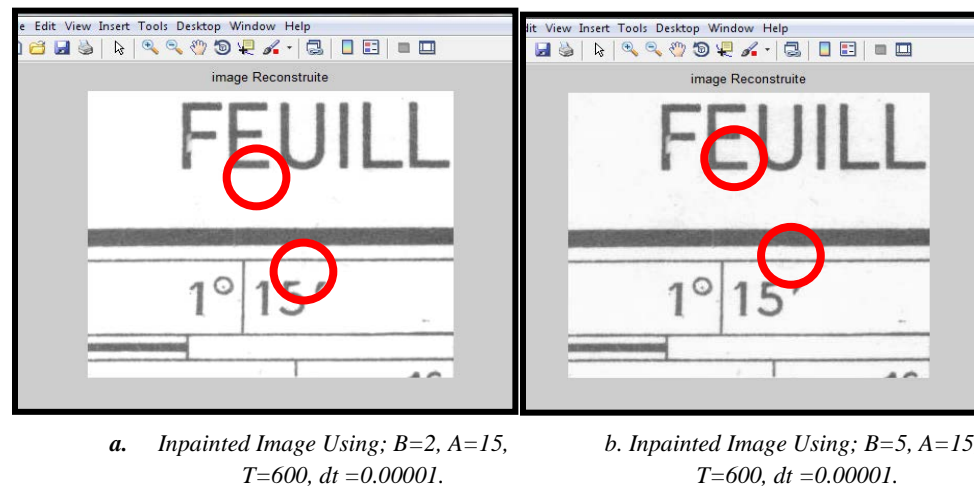 e Edit View Insert Tools Desktop Window Help
image Reconstruite
FEUILL
1° 15′
dit View Insert Tools Desktop Window Help
image Reconstruite
FEUILL
1° 15′
a. Inpainted Image Using; B=2, A=15,
T=600, dt =0.00001.
b. Inpainted Image Using; B=5, A=15
T=600, dt =0.00001.